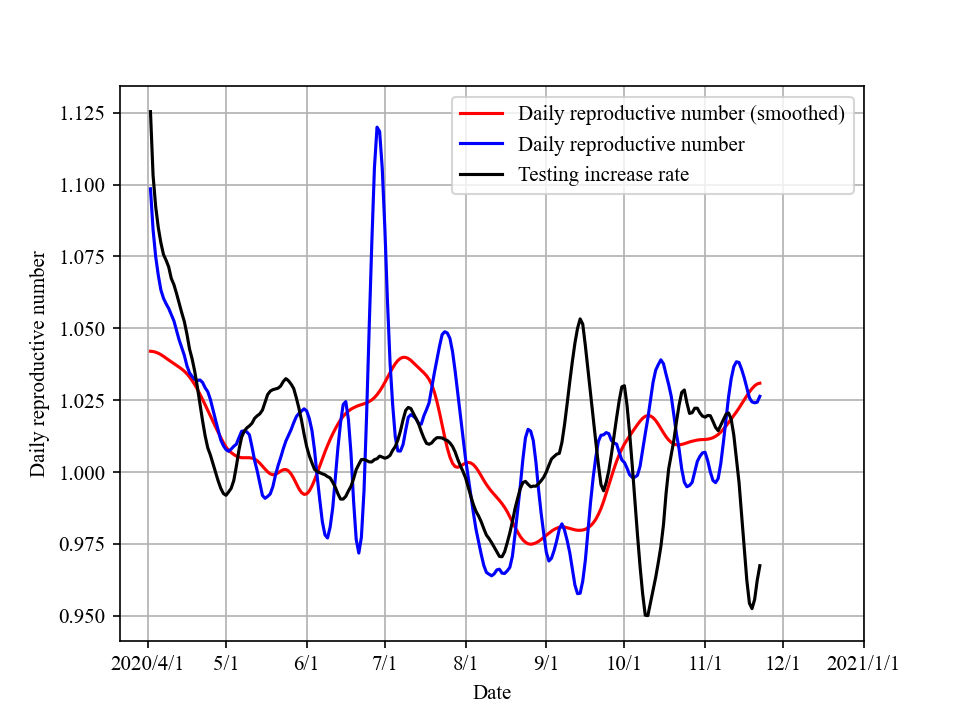 Daily reproductive number (smoothed)
Daily reproductive number
Testing increase rate
Daily reproductive number
1.125
1.100
1.075
1.050
1.025
1.000
0.975
0.950
2020/4/1 5/1 6/1 7/1 8/1 9/1 10/1 11/1 12/1 2021/1/1
Date